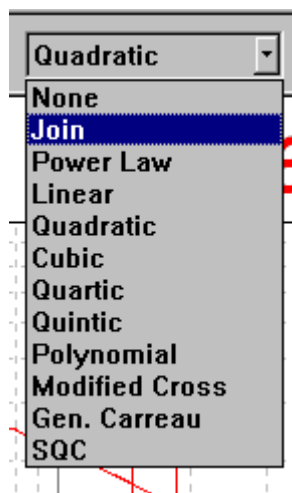 Quadratic
None
Join
Power Law
Linear
Quadratic
Cubic
Quartic
Quintic
Polynomial
Modified Cross
Gen. Carreau
SQC